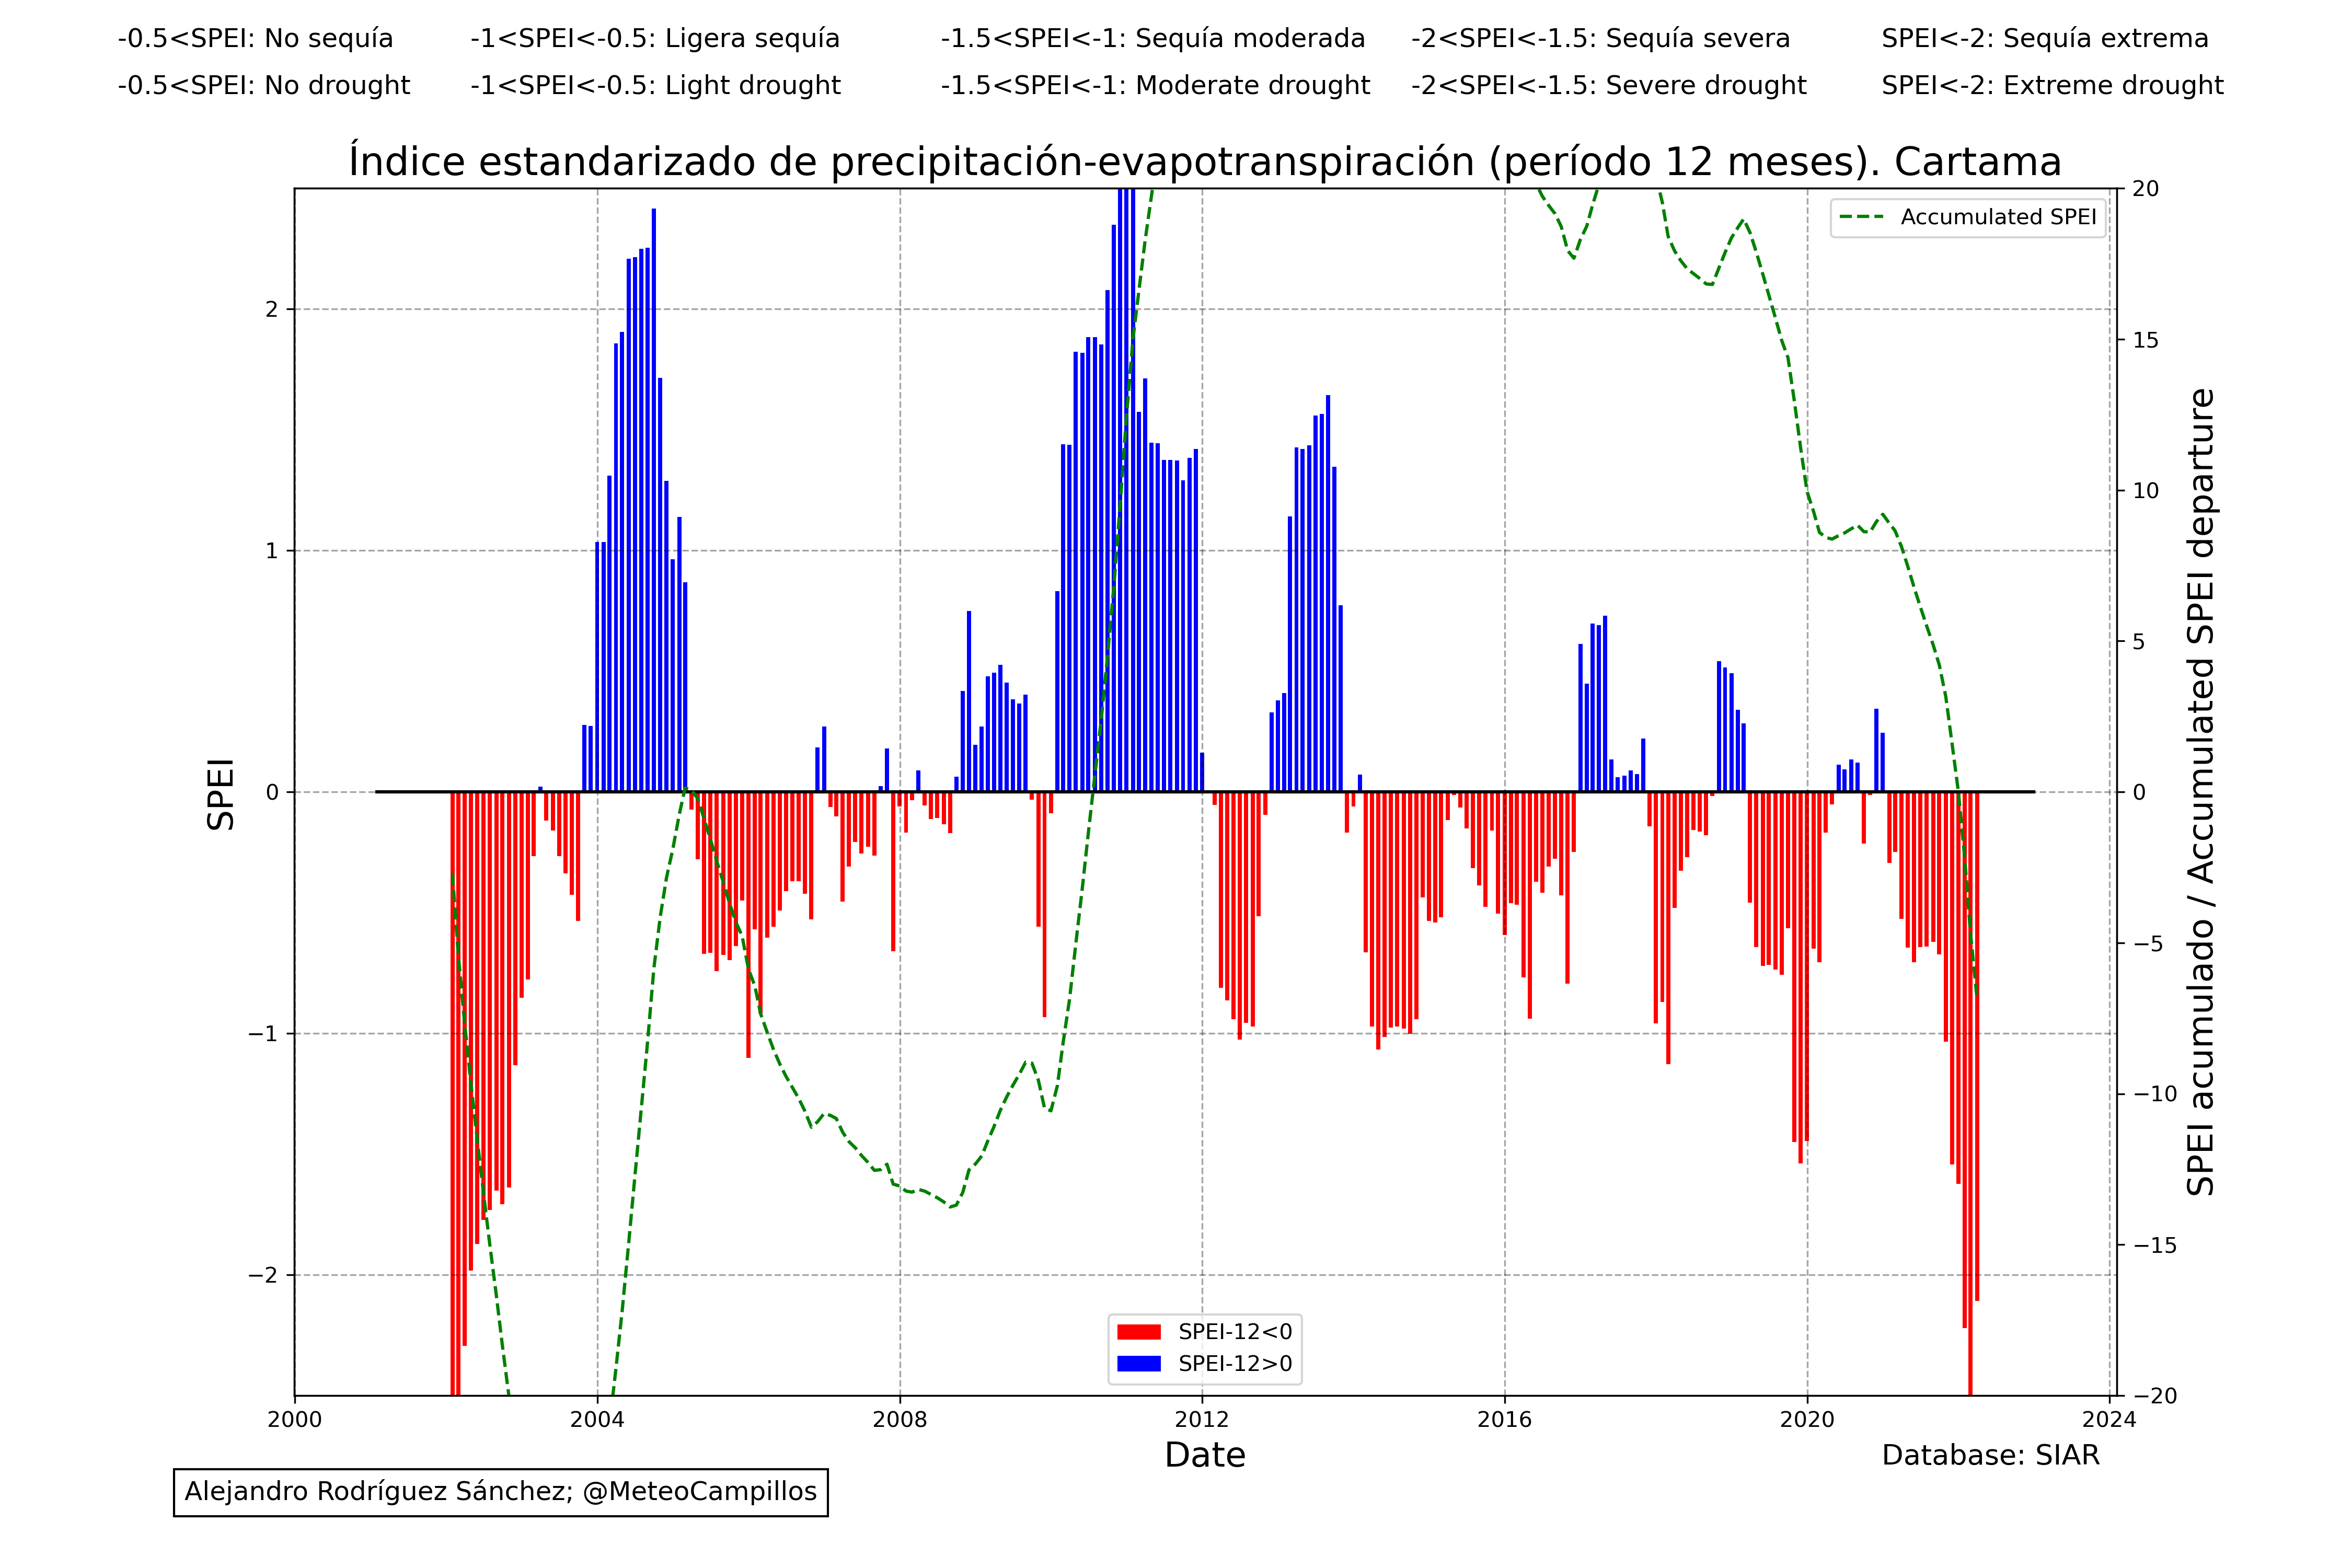 -0.5<SPEI: No sequía -1<SPEI<-0.5: Ligera sequía -1.5<SPEI<-1: Sequía moderada -2<SPEI<-1.5: Sequía severa SPEI<-2: Sequía extrema
-0.5<SPEI: No drought -1<SPEI<-0.5: Light drought -1.5<SPEI<-1: Moderate drought -2<SPEI<-1.5: Severe drought SPEI<-2: Extreme drought
Índice estandarizado de precipitación-evapotranspiración (período 12 meses). Cartama
Accumulated SPEI
2
1
0
−1
−2
SPEI
20
15
10
5
0
−5
−10
−15
−20
SPEI acumulado / Accumulated SPEI departure
SPEI-12<0
SPEI-12>0
2000 2004 2008 2012 2016 2020 2024
Date
Database: SIAR
Alejandro Rodríguez Sánchez; @MeteoCampillos